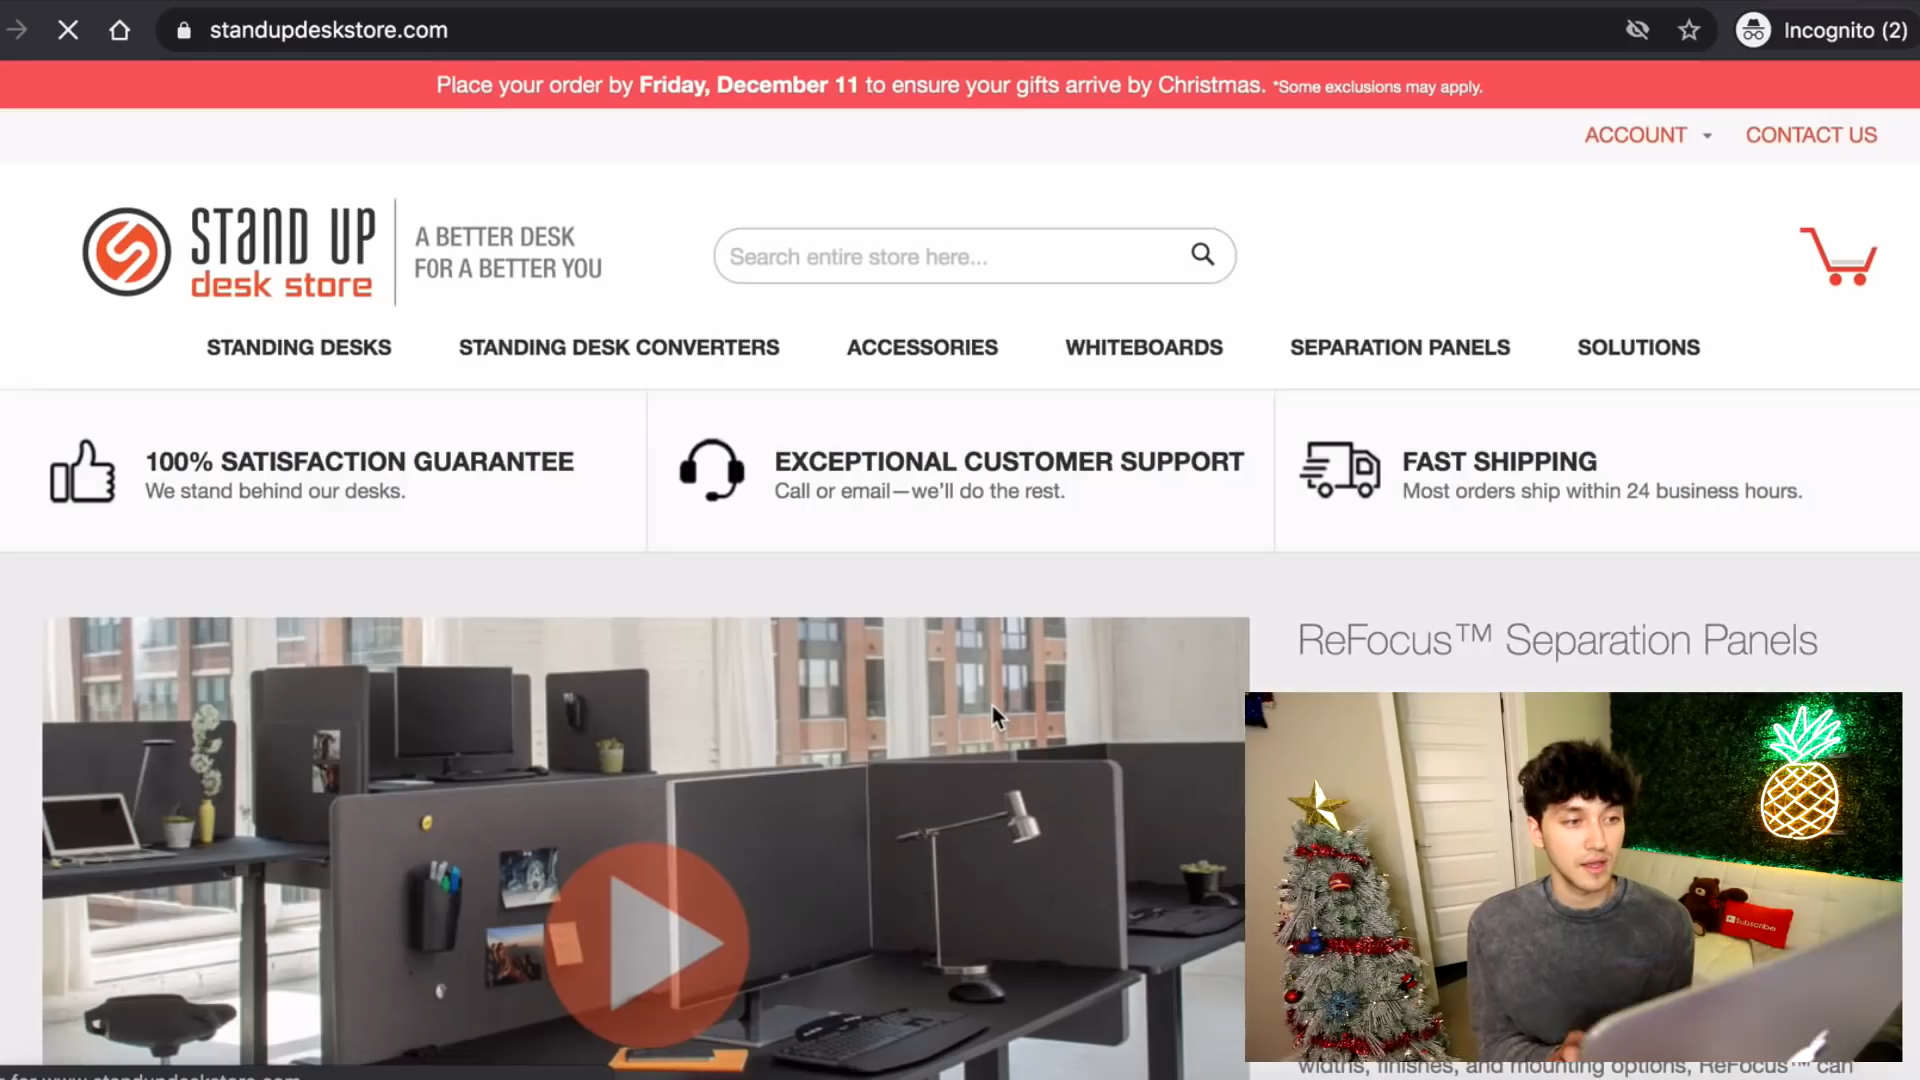 standupdeskstore.com
Incognito (2)
Place your order by Friday, December 11 to ensure your gifts arrive by Christmas. *Some exclusions may apply.
ACCOUNT
CONTACT US
STAND UP
desk store
A BETTER DESK
FOR A BETTER YOU
Search entire store here...
STANDING DESKS
STANDING DESK CONVERTERS
ACCESSORIES
WHITEBOARDS
SEPARATION PANELS
SOLUTIONS
100% SATISFACTION GUARANTEE
We stand behind our desks.
EXCEPTIONAL CUSTOMER SUPPORT
Call or email—we'll do the rest.
FAST SHIPPING
Most orders ship within 24 business hours.
ReFocus™ Separation Panels
Subscribe
widths, finishes, and mounting options, ReFocus™ can